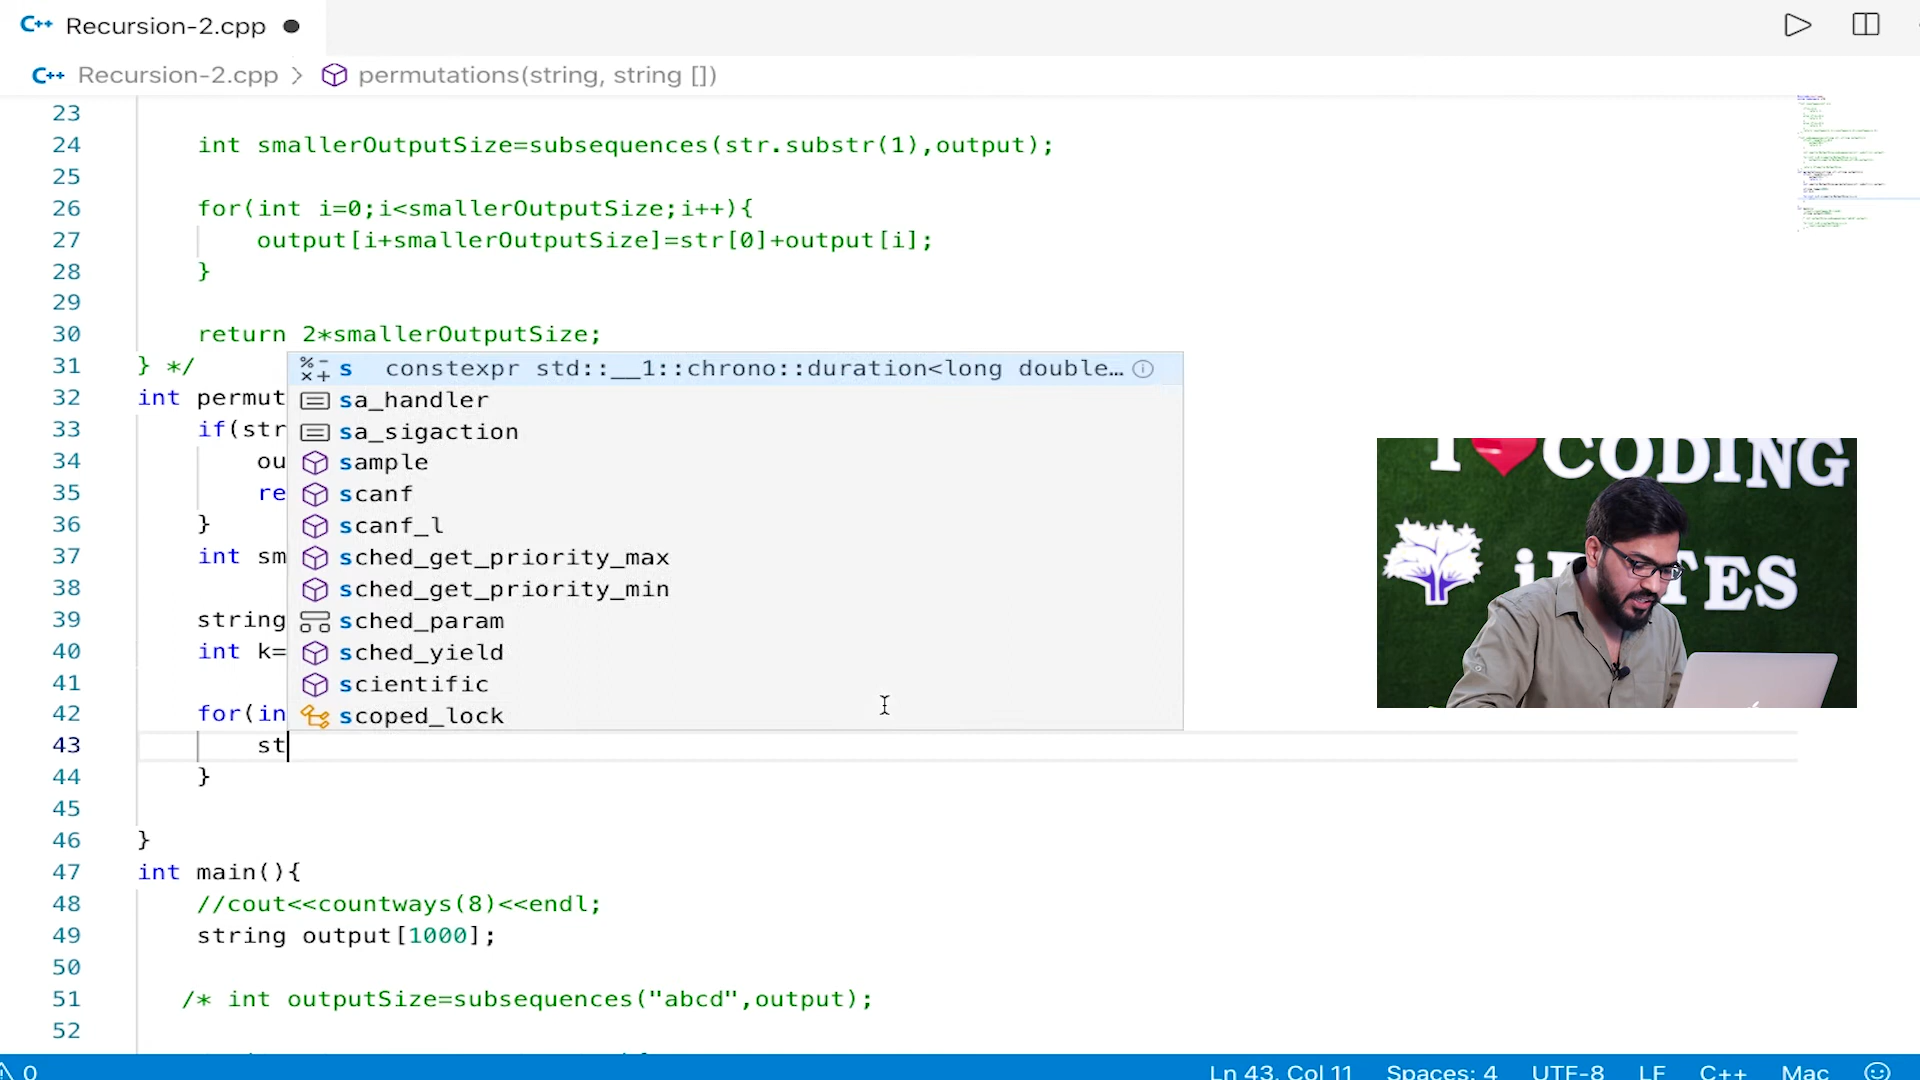 C++ Recursion-2.cpp
C++ Recursion-2.cpp > permutations(string, string [])
23
24 int smallerOutputSize=subsequences(str.substr(1),output);
25
26 for(int i=0;i<smallerOutputSize;i++){
27 output[i+smallerOutputSize]=str[0]+output[i];
28 }
29
30 return 2*smallerOutputSize;
31 } */
s constexpr std::__1::chrono::duration<long double…
32 int permut
sa_handler
33 if(str
sa_sigaction
34 ou
sample
35 re
scanf
36 }
scanf_l
37 int sm
sched_get_priority_max
38
sched_get_priority_min
39 string
sched_param
40 int k=
sched_yield
41
scientific
42 for(in
scoped_lock
43 st
44 }
45
46 }
47 int main(){
48 //cout<<countways(8)<<endl;
49 string output[1000];
50
51 /* int outputSize=subsequences("abcd",output);
52
I CODING
0
Ln 43, Col 11 Spaces: 4 UTF-8 LF C++ Mac